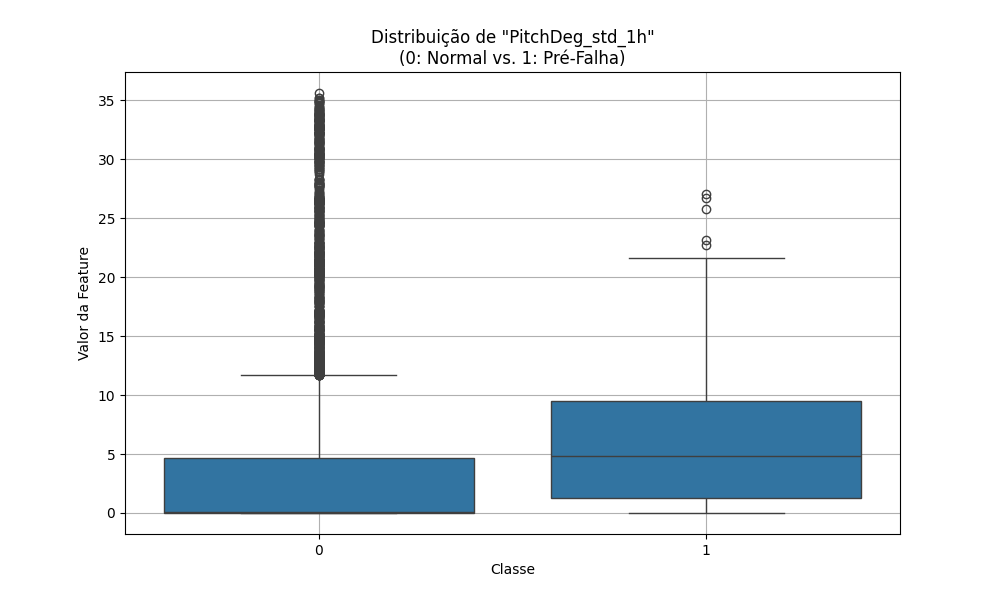 Distribuição de "PitchDeg_std_1h"
(0: Normal vs. 1: Pré-Falha)
Valor da Feature
35
30
25
20
15
10
5
0
0
1
Classe